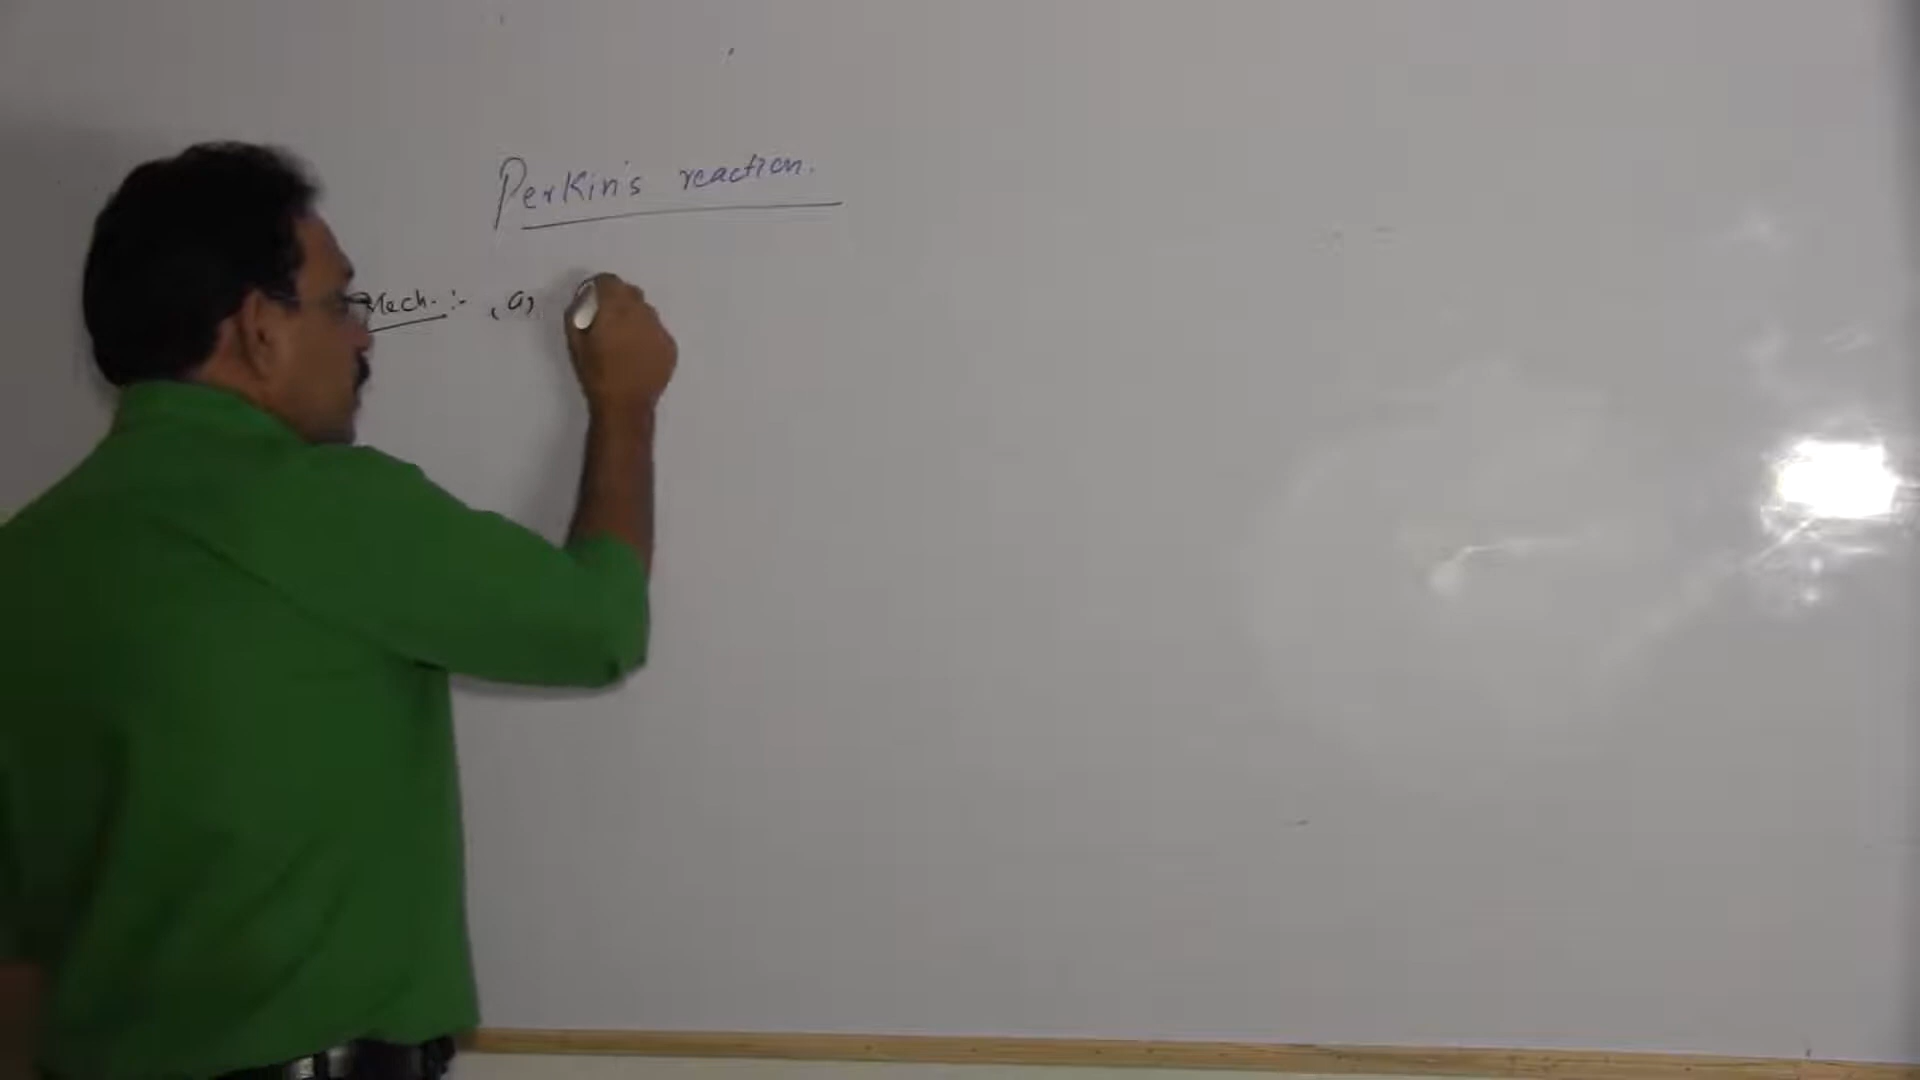 Perkin's reaction.
Mech. :- (a)